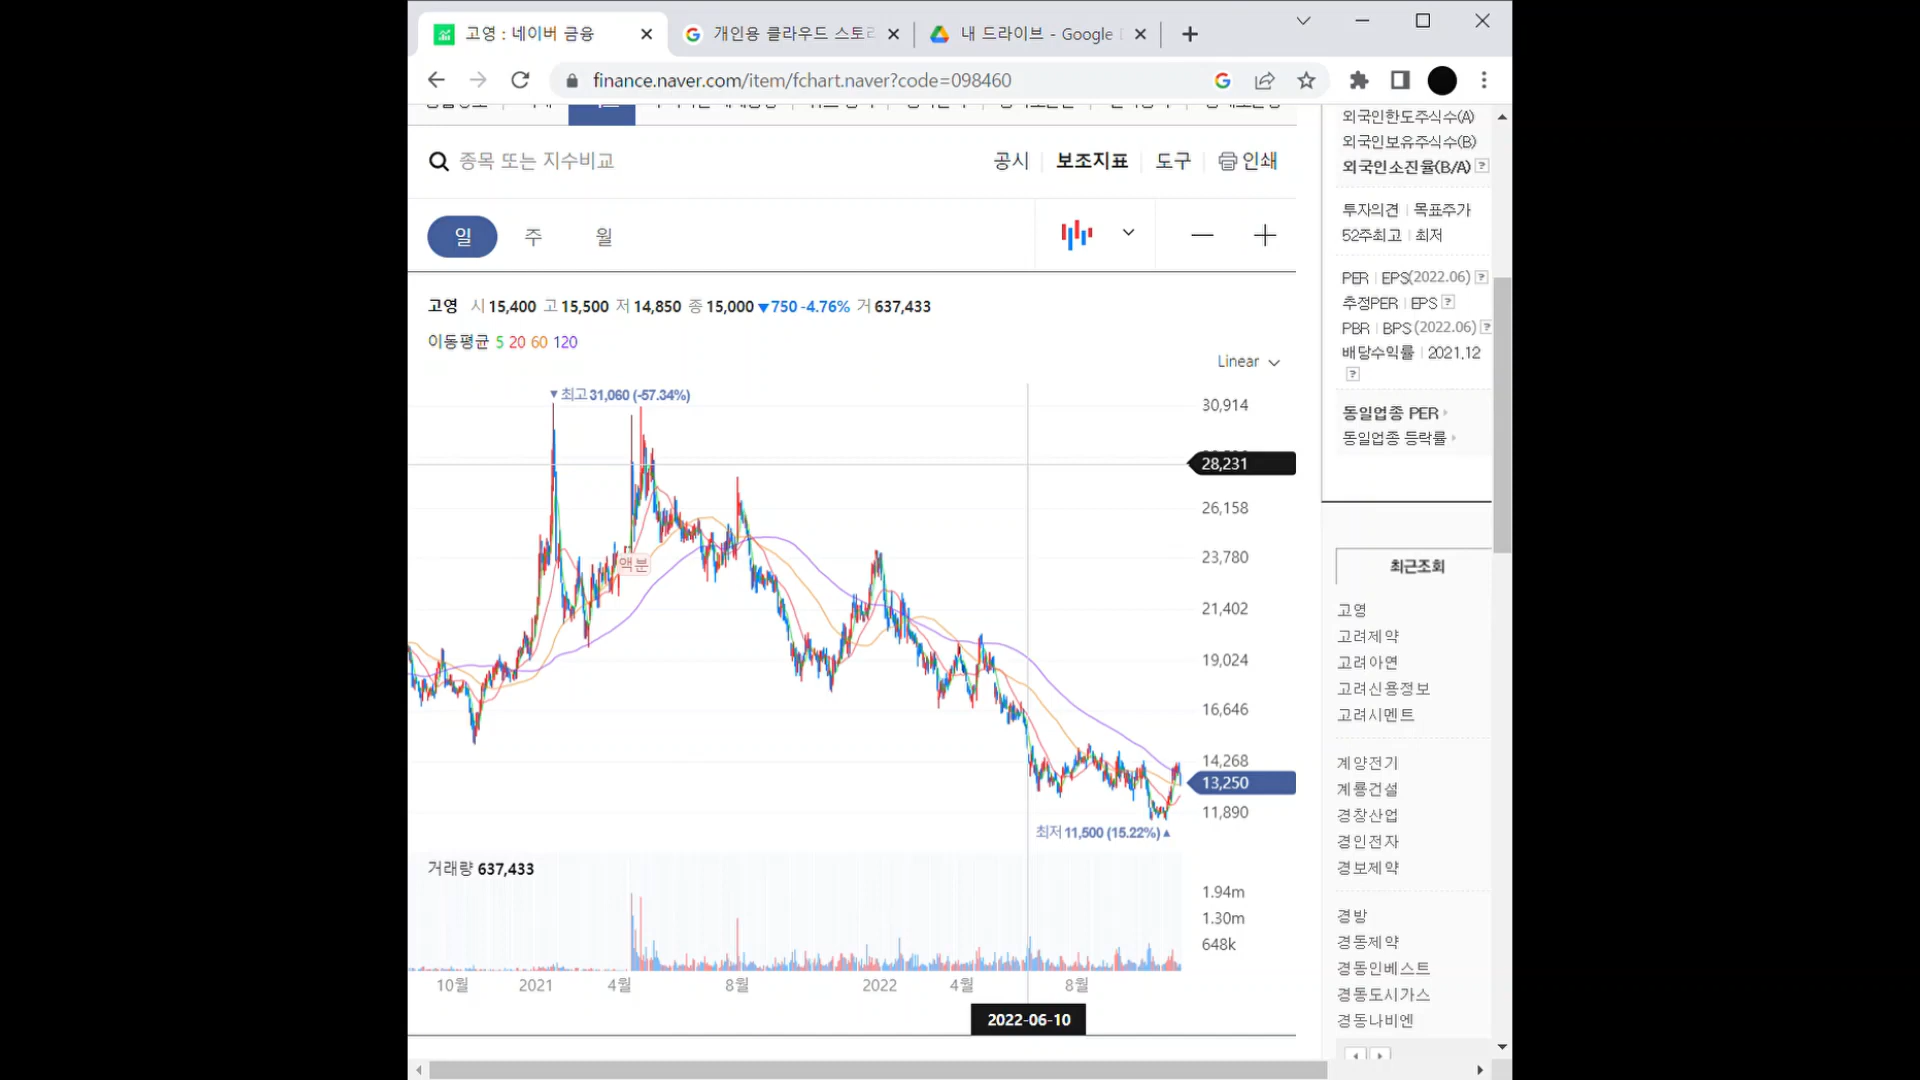 고영 : 네이버 금융
개인용 클라우드 스토리
내 드라이브 - Google
finance.naver.com/item/fchart.naver?code=098460
종목 또는 지수비교
공시 보조지표 도구 인쇄
일 주 월
고영 시 15,400 고 15,500 저 14,850 종 15,000 ▼750 -4.76% 거 637,433
이동평균 5 20 60 120
Linear
▼최고 31,060 (-57.34%)
30,914
28,231
26,158
액분
23,780
21,402
19,024
16,646
14,268
13,250
11,890
최저 11,500 (15.22%)▲
거래량 637,433
1.94m
1.30m
648k
10월 2021 4월 8월 2022 4월 8월
2022-06-10
외국인한도주식수(A)
외국인보유주식수(B)
외국인소진율(B/A) ?
투자의견 | 목표주가
52주최고 | 최저
PER | EPS(2022.06) ?
추정PER | EPS ?
PBR | BPS (2022.06) ?
배당수익률 | 2021.12
?
동일업종 PER
동일업종 등락률
최근조회
고영
고려제약
고려아연
고려신용정보
고려시멘트
계양전기
계룡건설
경창산업
경인전자
경보제약
경방
경동제약
경동인베스트
경동도시가스
경동나비엔